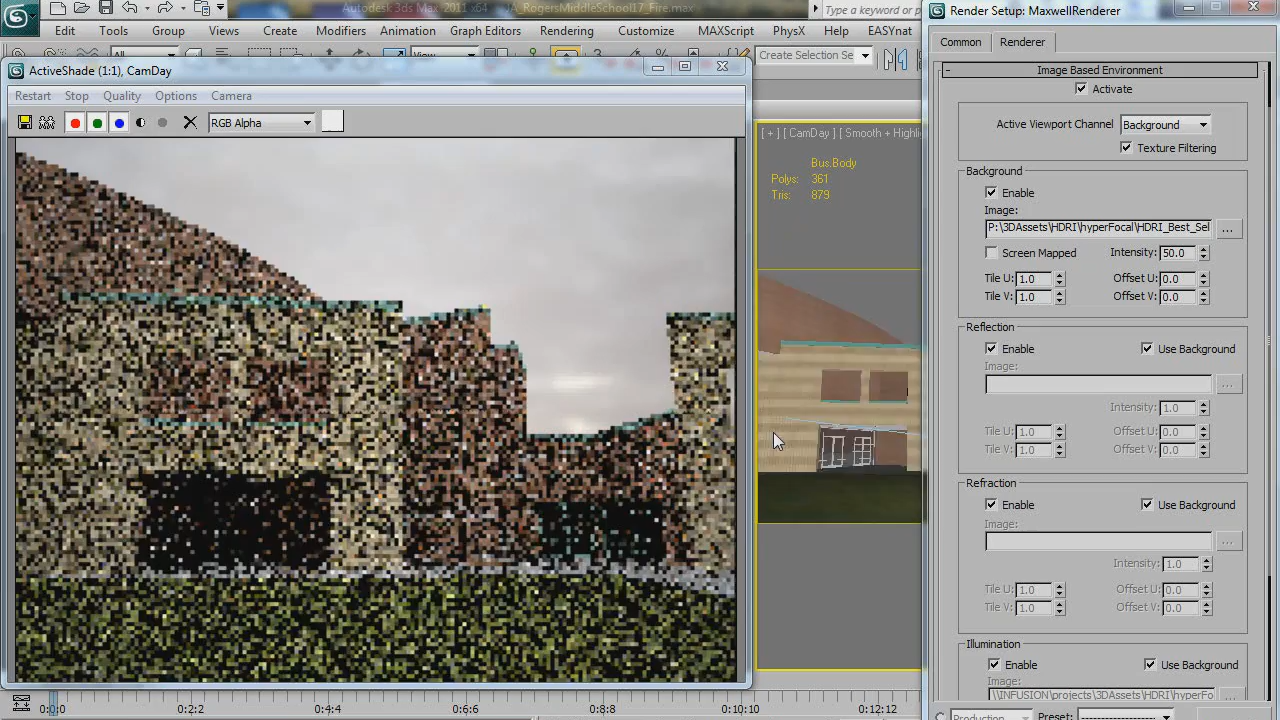 Autodesk 3ds Max 2011 x64 JA_RogersMiddleSchool17_Fire.max
Type a keyword or p
Render Setup: MaxwellRenderer
Edit Tools Group Views Create Modifiers Animation Graph Editors Rendering Customize MAXScript PhysX Help EASYnat
Common Renderer
All View Create Selection Se
ActiveShade (1:1), CamDay
Image Based Environment
Activate
Restart Stop Quality Options Camera
RGB Alpha
Active Viewport Channel Background
Texture Filtering
[ + ] [ CamDay ] [ Smooth + Highli
Bus.Body
Polys: 361
Tris: 879
Background
Enable
Image:
P:\3DAssets\HDRI\hyperFocal\HDRI_Best_Sel ...
Screen Mapped Intensity: 50.0
Tile U: 1.0 Offset U: 0.0
Tile V: 1.0 Offset V: 0.0
Reflection
Enable Use Background
Image:
...
Intensity: 1.0
Tile U: 1.0 Offset U: 0.0
Tile V: 1.0 Offset V: 0.0
Refraction
Enable Use Background
Image:
...
Intensity: 1.0
Tile U: 1.0 Offset U: 0.0
Tile V: 1.0 Offset V: 0.0
Illumination
Enable Use Background
Image:
\\INFUSION\projects\3DAssets\HDRI\hyperFo ...
0:0:0 0:2:2 0:4:4 0:6:6 0:8:8 0:10:10 0:12:12
Production Preset: -------------------